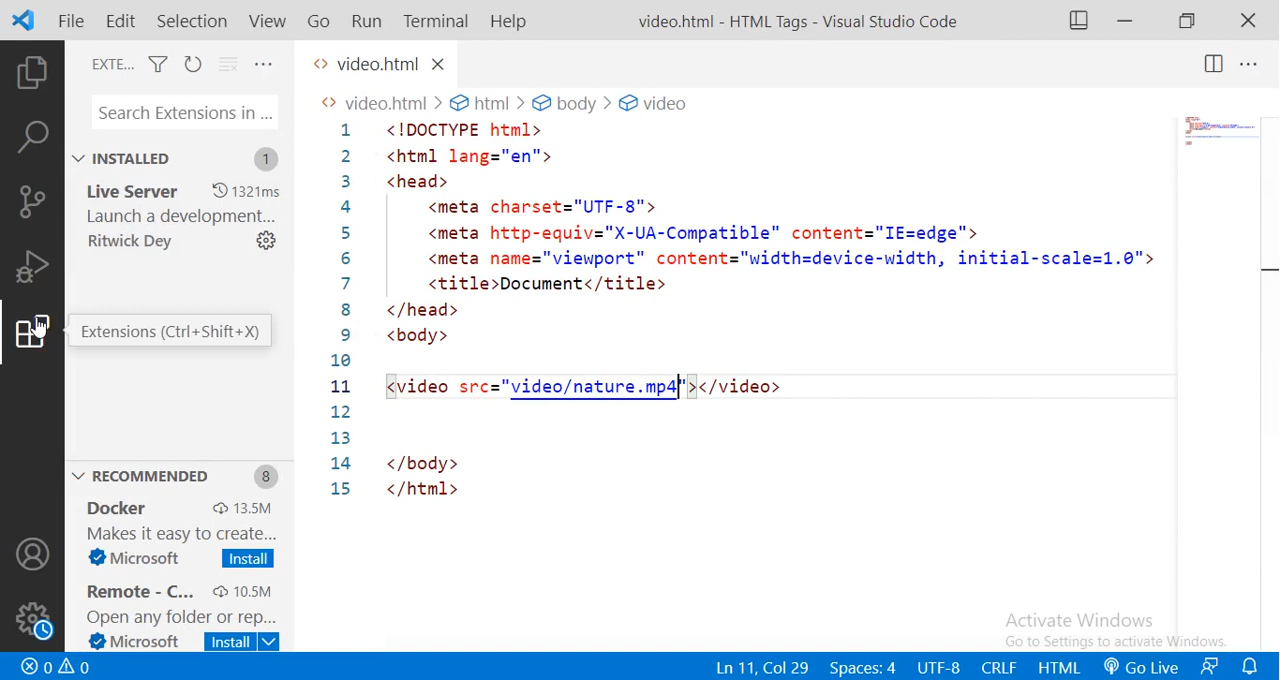 File Edit Selection View Go Run Terminal Help video.html - HTML Tags - Visual Studio Code
EXTE...
Search Extensions in ...
INSTALLED 1
Live Server 1321ms
Launch a development...
Ritwick Dey
Extensions (Ctrl+Shift+X)
RECOMMENDED 8
Docker 13.5M
Makes it easy to create...
Microsoft Install
Remote - C... 10.5M
Open any folder or rep...
Microsoft Install
video.html
video.html > html > body > video
1 <!DOCTYPE html>
2 <html lang="en">
3 <head>
4 <meta charset="UTF-8">
5 <meta http-equiv="X-UA-Compatible" content="IE=edge">
6 <meta name="viewport" content="width=device-width, initial-scale=1.0">
7 <title>Document</title>
8 </head>
9 <body>
10
11 <video src="video/nature.mp4"></video>
12
13
14 </body>
15 </html>
Activate Windows
Go to Settings to activate Windows.
0 0 Ln 11, Col 29 Spaces: 4 UTF-8 CRLF HTML Go Live